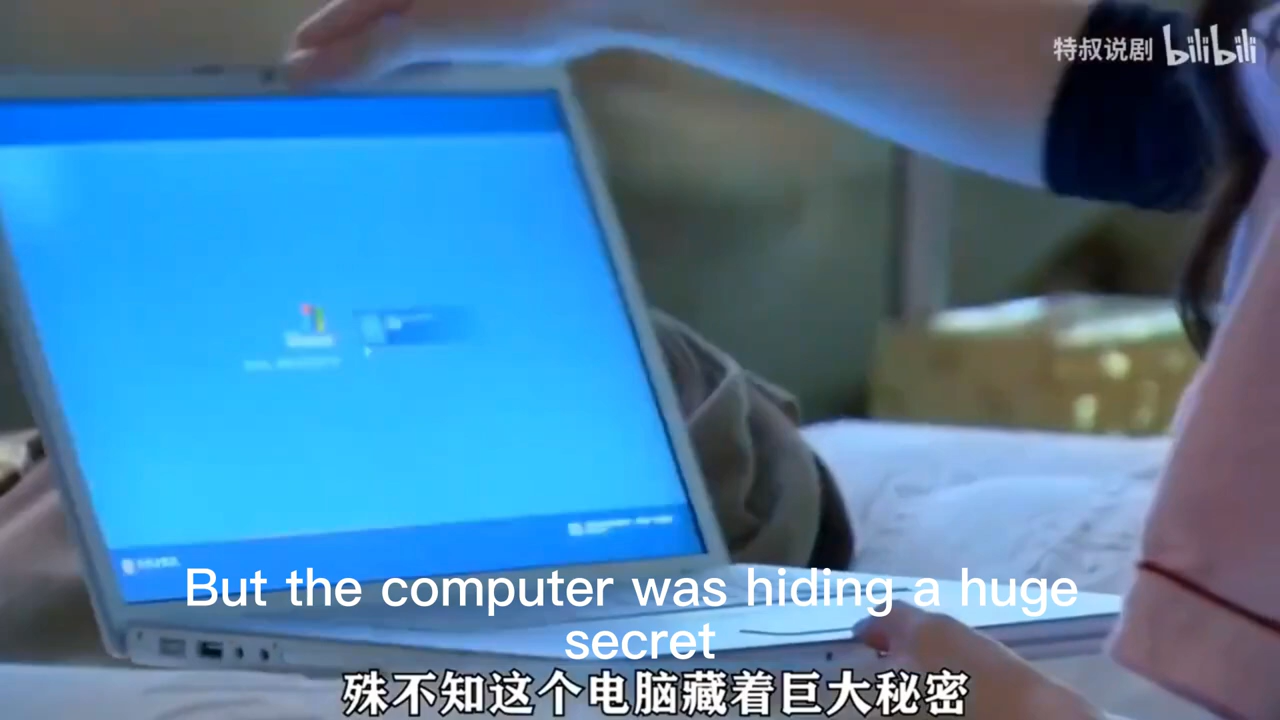 特叔说剧 bilibili
But the computer was hiding a huge
secret
殊不知这个电脑藏着巨大秘密